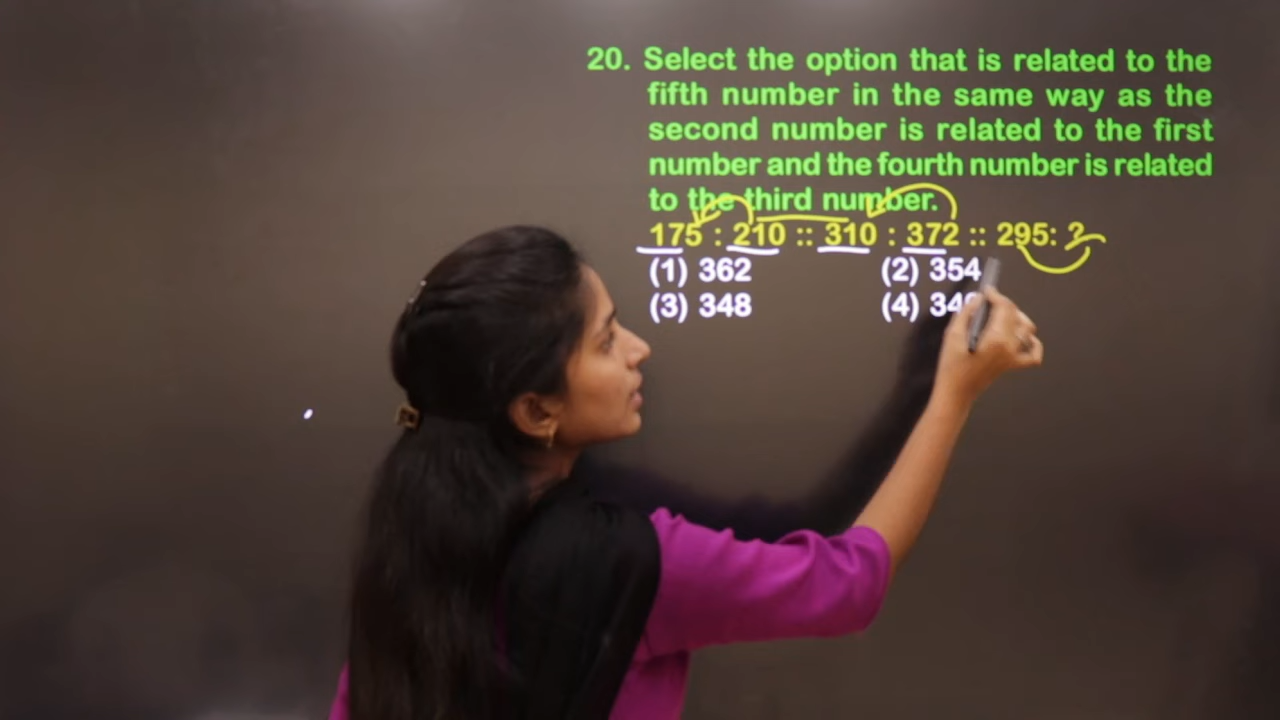 20. Select the option that is related to the
fifth number in the same way as the
second number is related to the first
number and the fourth number is related
to the third number.
175 : 210 :: 310 : 372 :: 295: ?
(1) 362 (2) 354
(3) 348 (4)